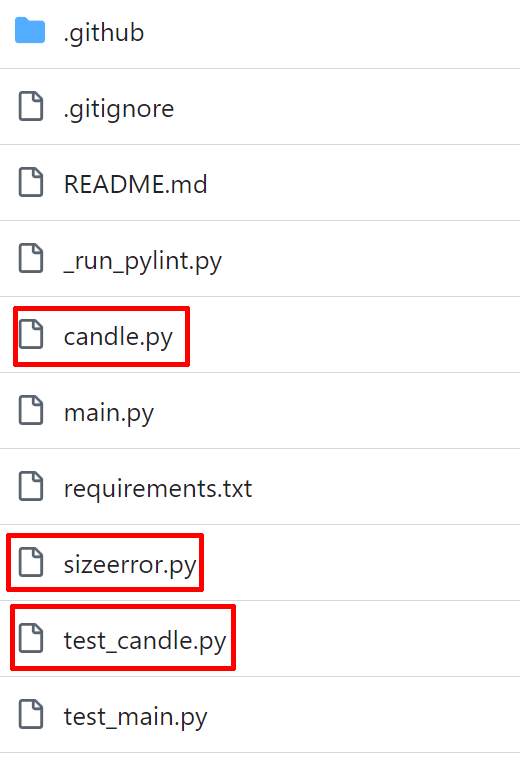 .github
.gitignore
README.md
_run_pylint.py
candle.py
main.py
requirements.txt
sizeerror.py
test_candle.py
test_main.py